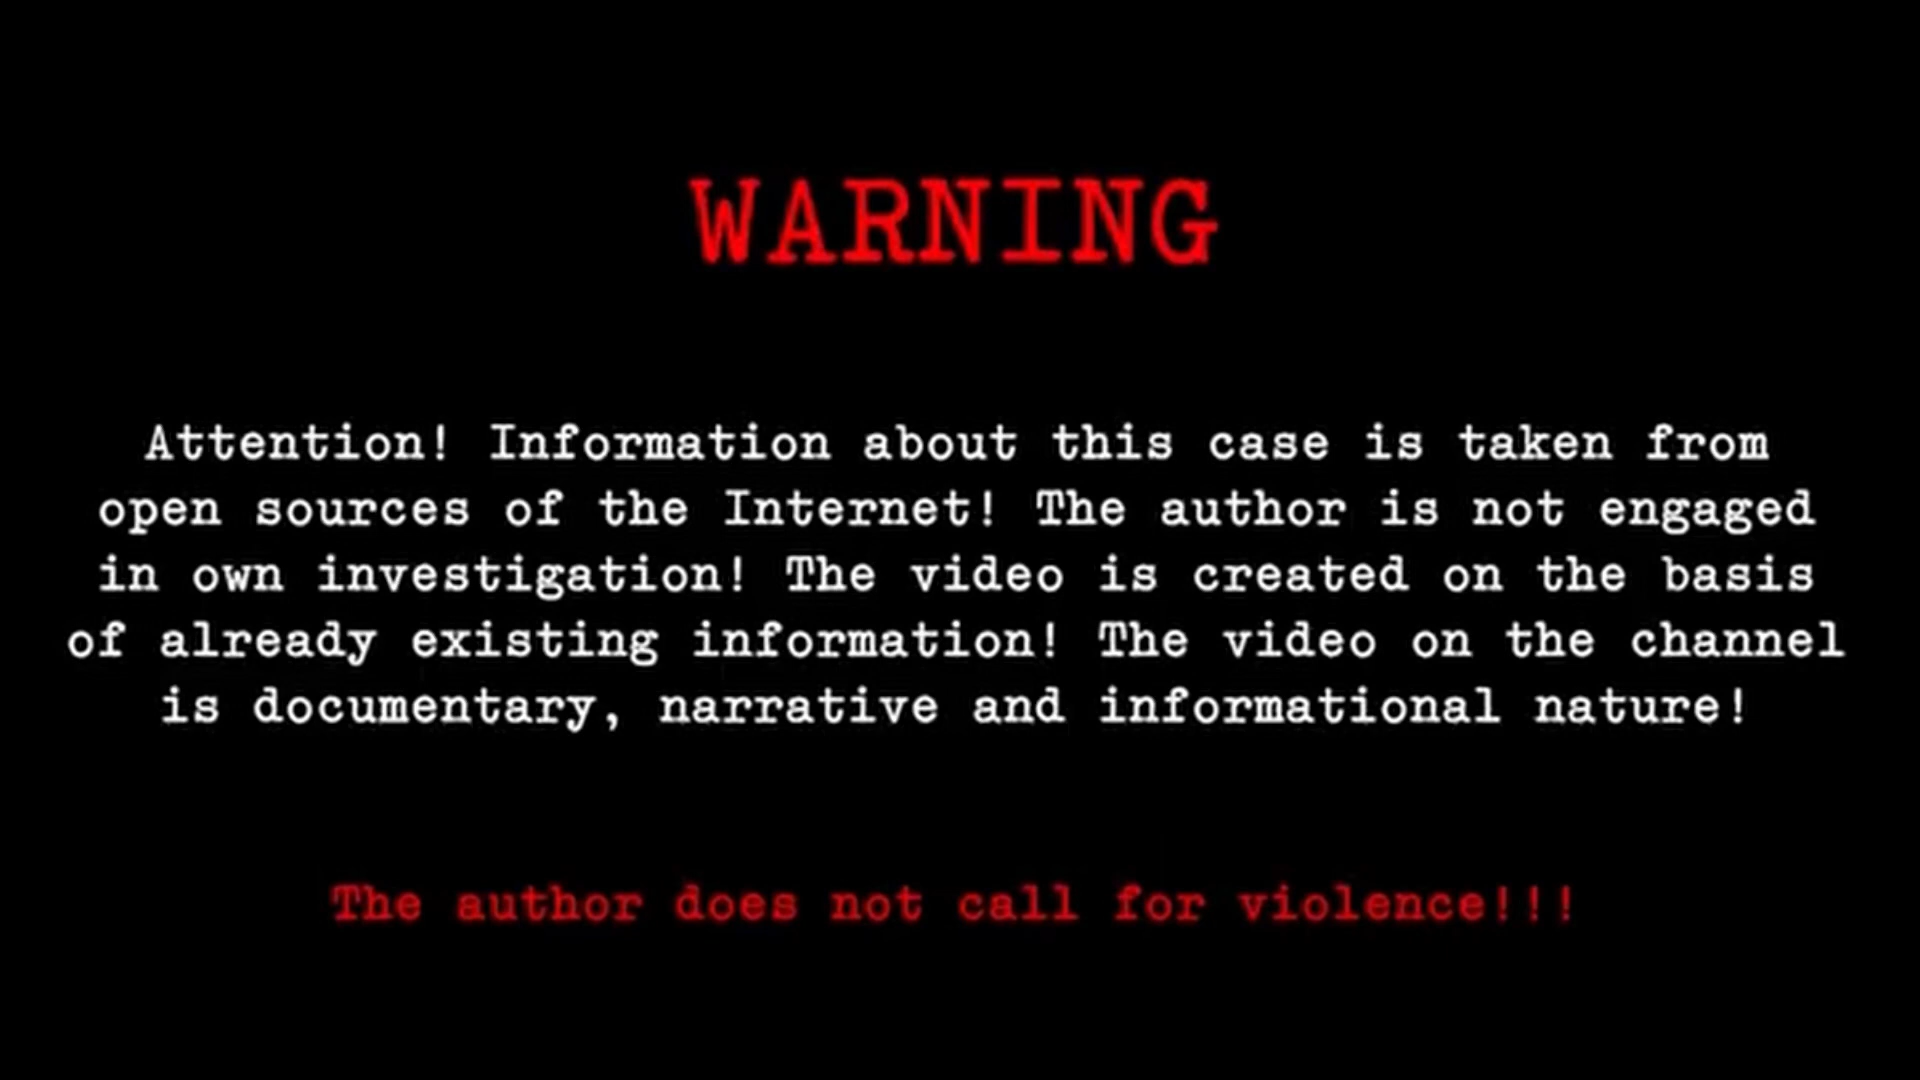 WARNING
Attention! Information about this case is taken from
open sources of the Internet! The author is not engaged
in own investigation! The video is created on the basis
of already existing information! The video on the channel
is documentary, narrative and informational nature!
The author does not call for violence!!!